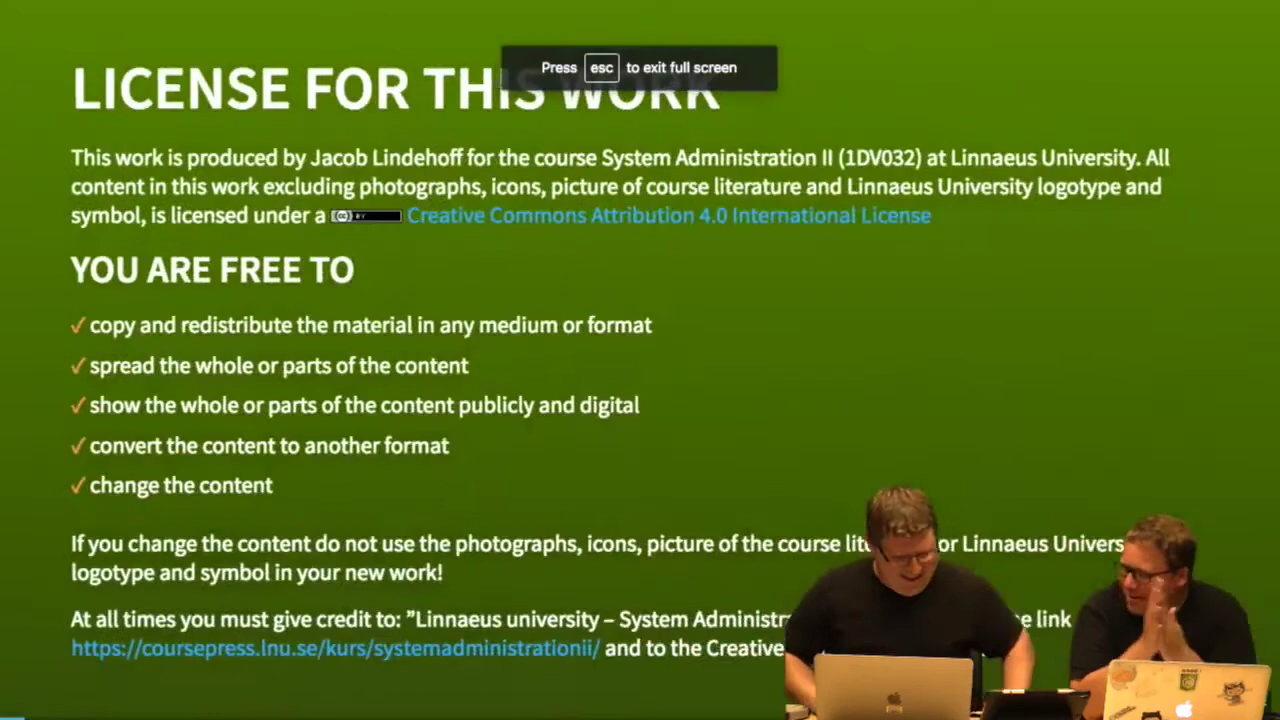 Press esc to exit full screen
LICENSE FOR THIS WORK
This work is produced by Jacob Lindehoff for the course System Administration II (1DV032) at Linnaeus University. All
content in this work excluding photographs, icons, picture of course literature and Linnaeus University logotype and
symbol, is licensed under a (cc) BY Creative Commons Attribution 4.0 International License
YOU ARE FREE TO
✓ copy and redistribute the material in any medium or format
✓ spread the whole or parts of the content
✓ show the whole or parts of the content publicly and digital
✓ convert the content to another format
✓ change the content
If you change the content do not use the photographs, icons, picture of the course or Linnaeus
logotype and symbol in your new work!
At all times you must give credit to: ”Linnaeus university – System link
https://coursepress.lnu.se/kurs/systemadministrationii/ and to the Creative